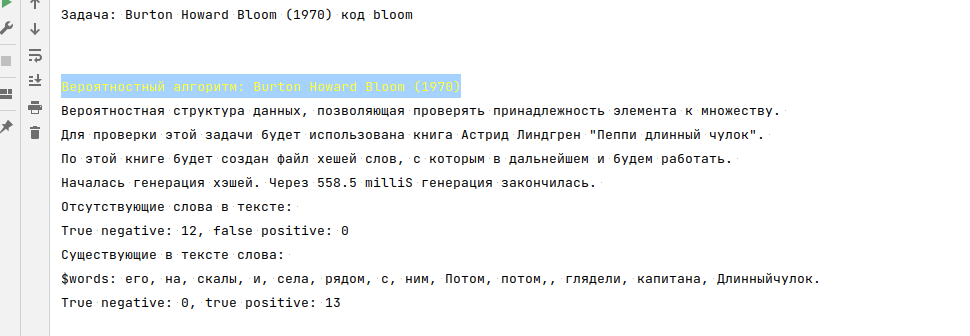 Задача: Burton Howard Bloom (1970) код bloom
Вероятностный алгоритм: Burton Howard Bloom (1970)
Вероятностная структура данных, позволяющая проверять принадлежность элемента к множеству.
Для проверки этой задачи будет использована книга Астрид Линдгрен "Пеппи длинный чулок".
По этой книге будет создан файл хешей слов, с которым в дальнейшем и будем работать.
Началась генерация хэшей. Через 558.5 milliS генерация закончилась.
Отсутствующие слова в тексте:
True negative: 12, false positive: 0
Существующие в тексте слова:
$words: его, на, скалы, и, села, рядом, с, ним, Потом, потом,, глядели, капитана, Длинныйчулок.
True negative: 0, true positive: 13